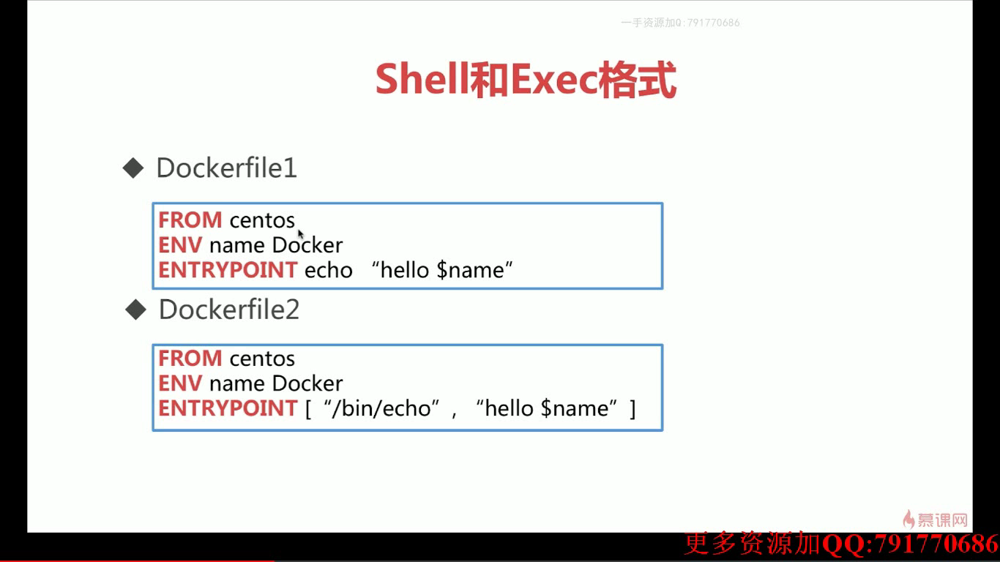 一手资源加Q:791770686
Shell和Exec格式
◆ Dockerfile1
FROM centos
ENV name Docker
ENTRYPOINT echo “hello $name”
◆ Dockerfile2
FROM centos
ENV name Docker
ENTRYPOINT [ “/bin/echo” , “hello $name” ]
慕课网
更多资源加QQ:791770686